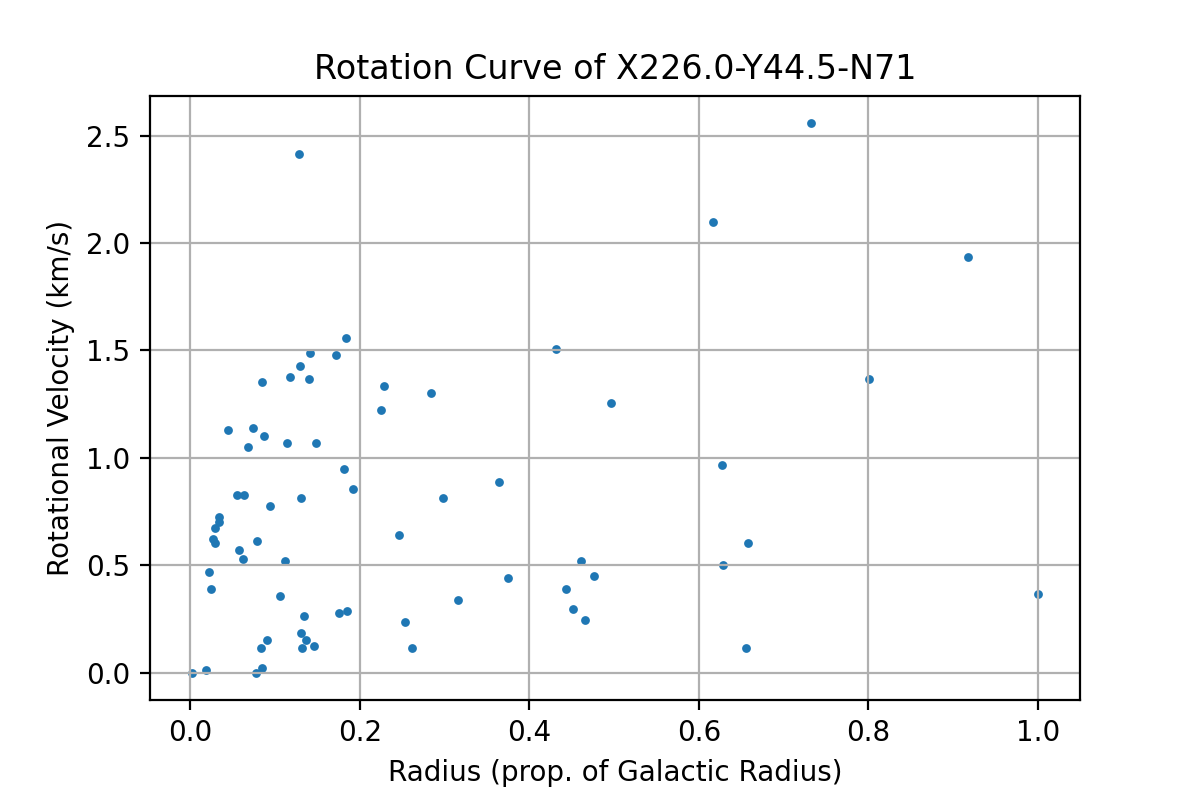 Rotation Curve of X226.0-Y44.5-N71
2.5
2.0
1.5
1.0
0.5
0.0
Rotational Velocity (km/s)
0.0 0.2 0.4 0.6 0.8 1.0
Radius (prop. of Galactic Radius)